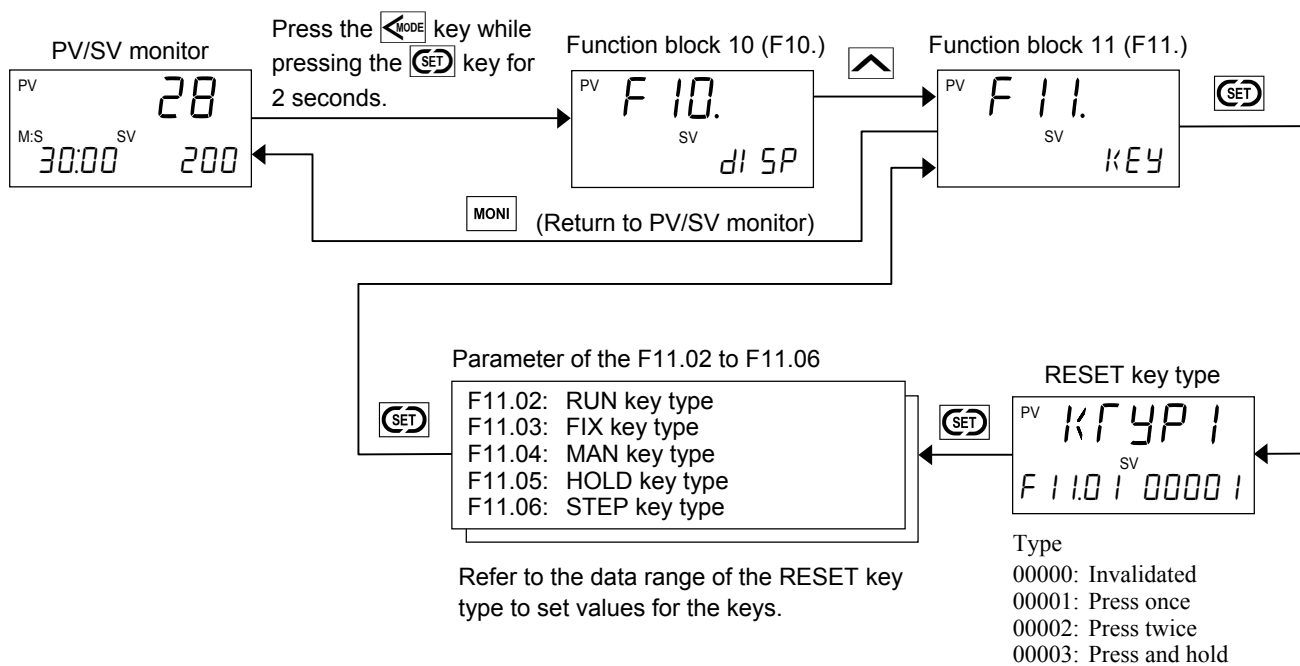 PV/SV monitor
PV
28
M:S
SV
30:00
200
Press the <MODE key while
pressing the SET key for
2 seconds.
Function block 10 (F10.)
PV
F 10.
SV
dI SP
Function block 11 (F11.)
PV
F 11.
SV
KEY
SET
MONI (Return to PV/SV monitor)
Parameter of the F11.02 to F11.06
SET
F11.02: RUN key type
F11.03: FIX key type
F11.04: MAN key type
F11.05: HOLD key type
F11.06: STEP key type
Refer to the data range of the RESET key
type to set values for the keys.
SET
RESET key type
PV
KΓYP1
SV
F 11.01 00001
Type
00000: Invalidated
00001: Press once
00002: Press twice
00003: Press and hold